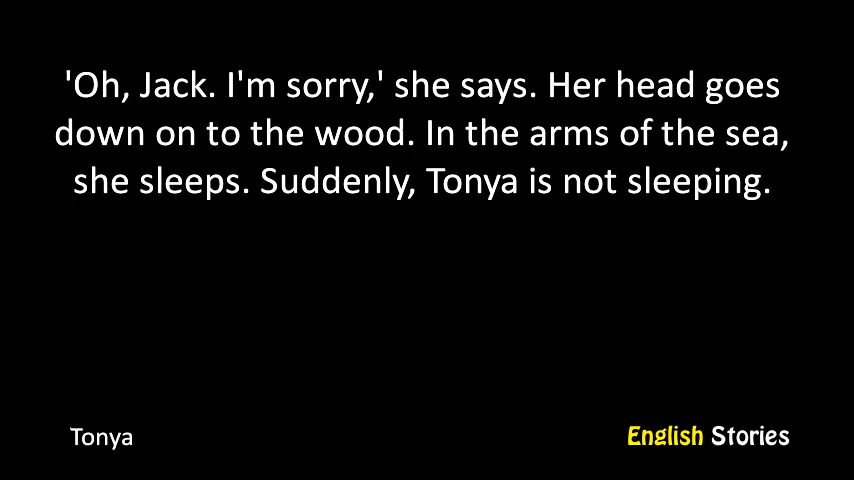 'Oh, Jack. I'm sorry,' she says. Her head goes
down on to the wood. In the arms of the sea,
she sleeps. Suddenly, Tonya is not sleeping.
Tonya
English Stories